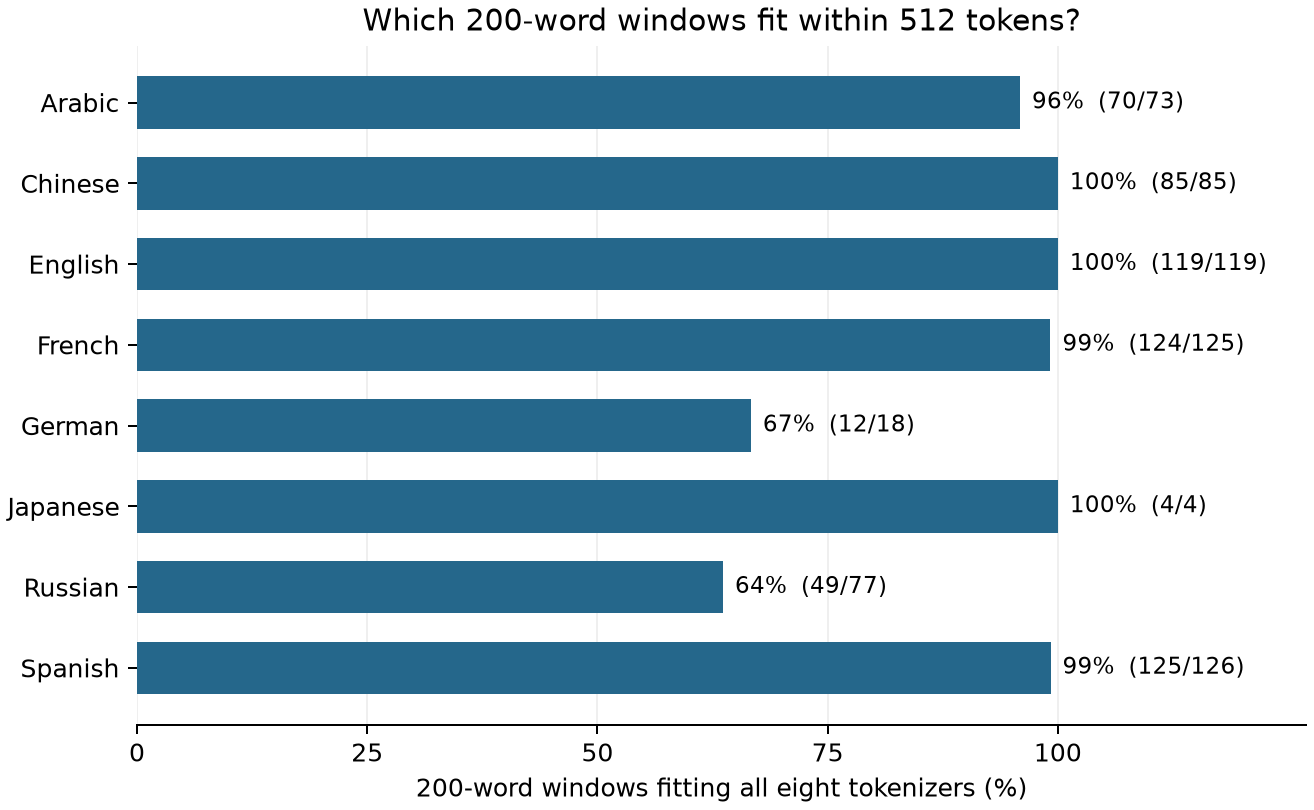 Which 200-word windows fit within 512 tokens?
Arabic 96% (70/73)
Chinese 100% (85/85)
English 100% (119/119)
French 99% (124/125)
German 67% (12/18)
Japanese 100% (4/4)
Russian 64% (49/77)
Spanish 99% (125/126)
0 25 50 75 100
200-word windows fitting all eight tokenizers (%)